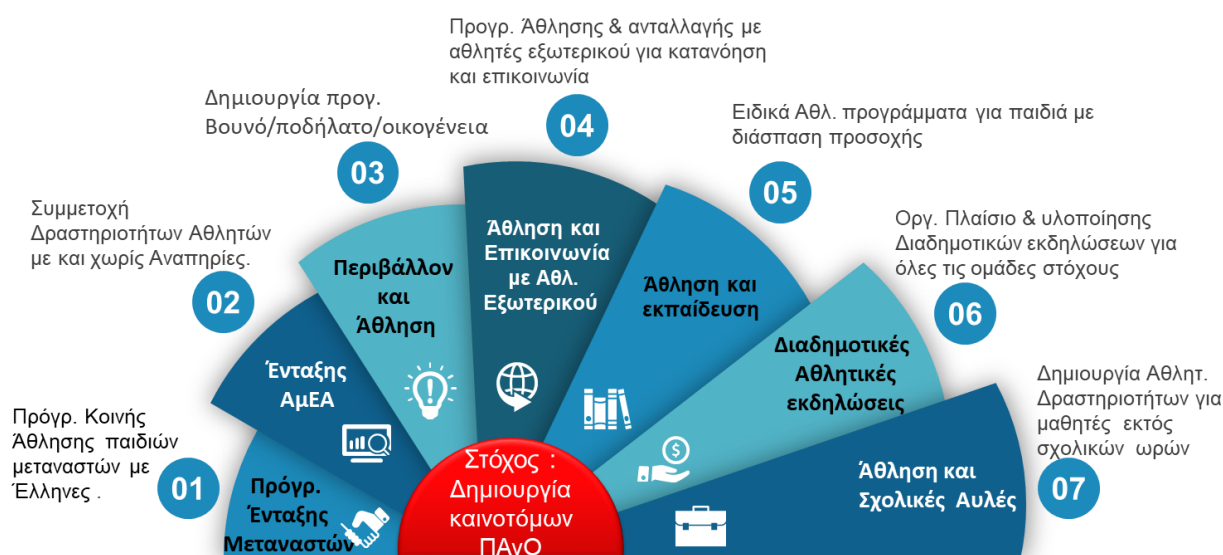 Προγρ. Άθλησης & ανταλλαγής με
αθλητές εξωτερικού για κατανόηση
και επικοινωνία
04
Δημιουργία προγ.
Βουνό/ποδήλατο/οικογένεια
03
Ειδικά Αθλ. προγράμματα για παιδιά με
διάσπαση προσοχής
05
Συμμετοχή
Δραστηριοτήτων Αθλητών
με και χωρίς Αναπηρίες.
02
Οργ. Πλαίσιο & υλοποίησης
Διαδημοτικών εκδηλώσεων για
όλες τις ομάδες στόχους
06
Πρόγρ. Κοινής
Άθλησης παιδιών
μεταναστών με
Έλληνες .
01
Δημιουργία Αθλητ.
Δραστηριοτήτων για
μαθητές εκτός
σχολικών ωρών
07
Πρόγρ.
Ένταξης
Μεταναστών
Ένταξης
ΑμΕΑ
Περιβάλλον
και
Άθληση
Άθληση και
Επικοινωνία
με Αθλ.
Εξωτερικού
Άθληση και
εκπαίδευση
Διαδημοτικές
Αθλητικές
εκδηλώσεις
$
Άθληση και
Σχολικές Αυλές
Στόχος :
Δημιουργία
καινοτόμων
ΠΑγΟ